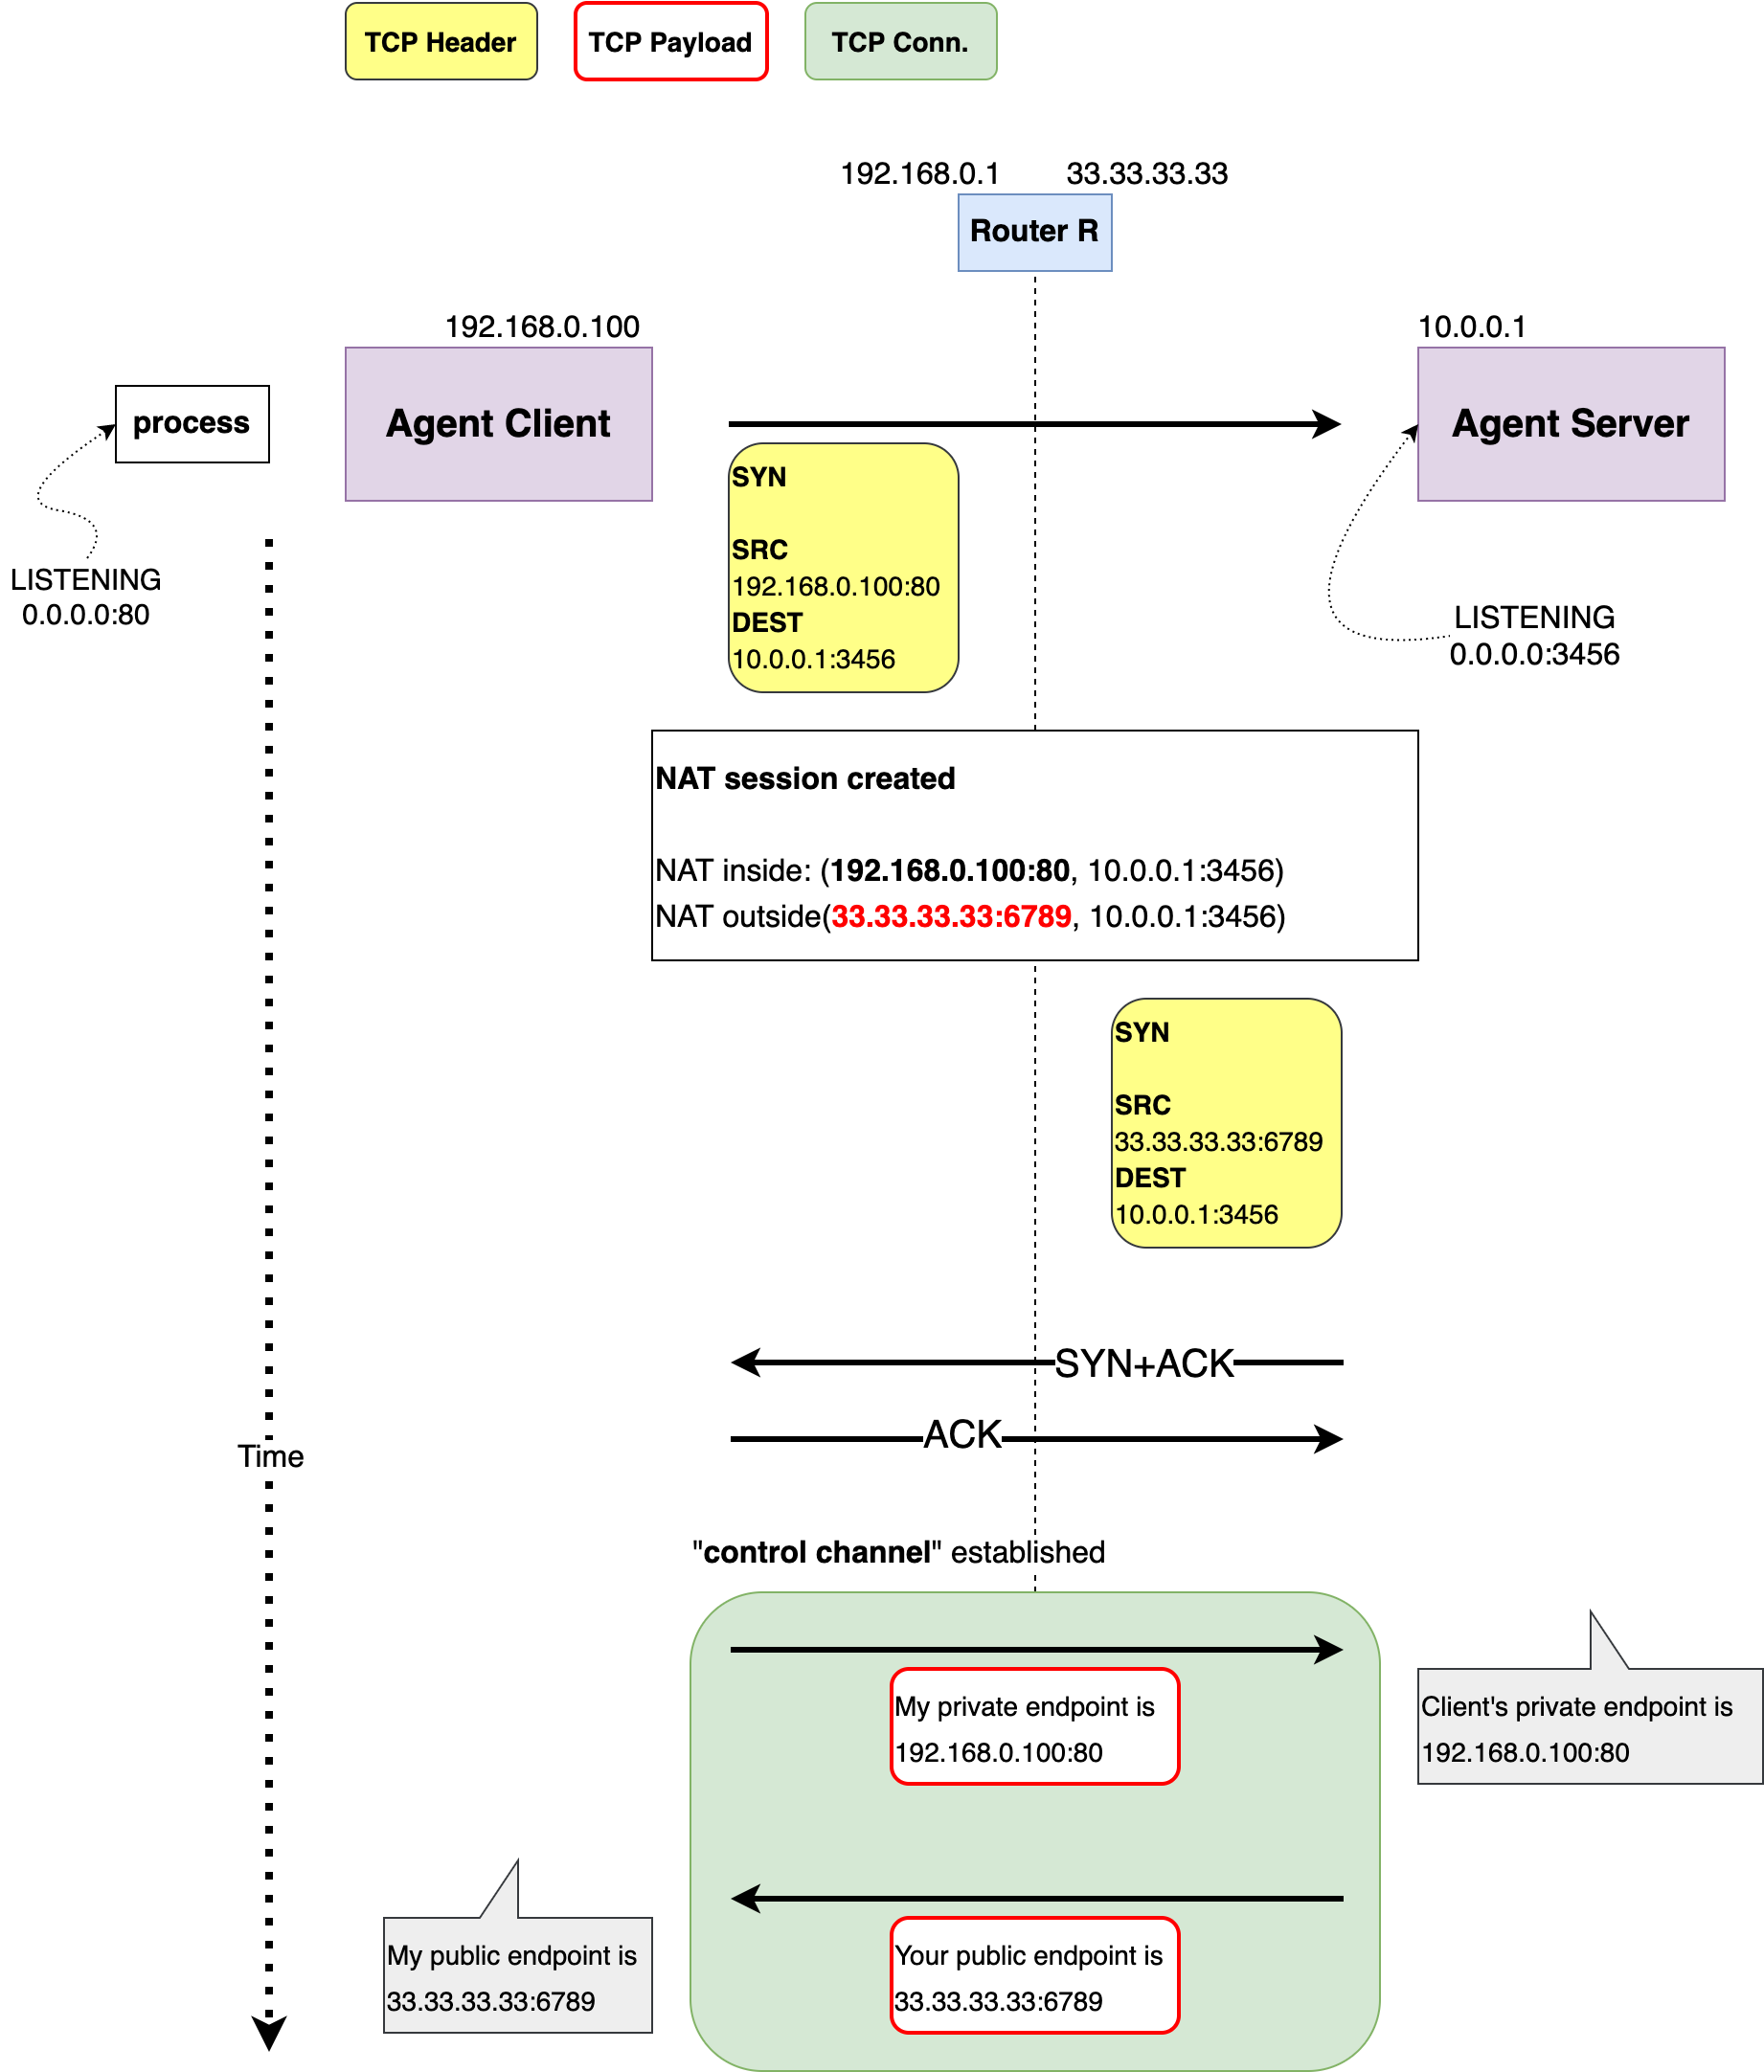 TCP Header
TCP Payload
TCP Conn.
192.168.0.1
33.33.33.33
Router R
192.168.0.100
10.0.0.1
process
Agent Client
Agent Server
SYN
SRC
192.168.0.100:80
DEST
10.0.0.1:3456
LISTENING
0.0.0.0:80
LISTENING
0.0.0.0:3456
NAT session created
NAT inside: (192.168.0.100:80, 10.0.0.1:3456)
NAT outside(33.33.33.33:6789, 10.0.0.1:3456)
SYN
SRC
33.33.33.33:6789
DEST
10.0.0.1:3456
SYN+ACK
ACK
Time
"control channel" established
My private endpoint is
192.168.0.100:80
Client's private endpoint is
192.168.0.100:80
My public endpoint is
33.33.33.33:6789
Your public endpoint is
33.33.33.33:6789